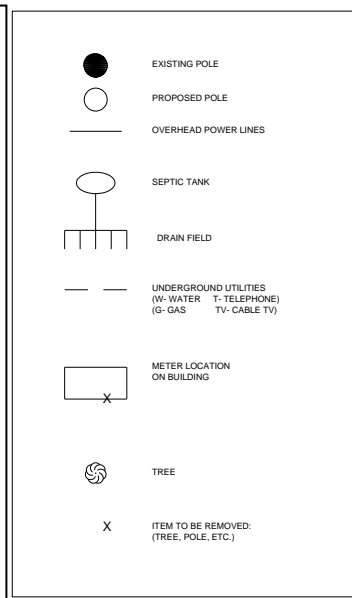 EXISTING POLE
PROPOSED POLE
OVERHEAD POWER LINES
SEPTIC TANK
DRAIN FIELD
UNDERGROUND UTILITIES
(W- WATER T- TELEPHONE)
(G- GAS TV- CABLE TV)
METER LOCATION
ON BUILDING
X
TREE
X ITEM TO BE REMOVED:
(TREE, POLE, ETC.)